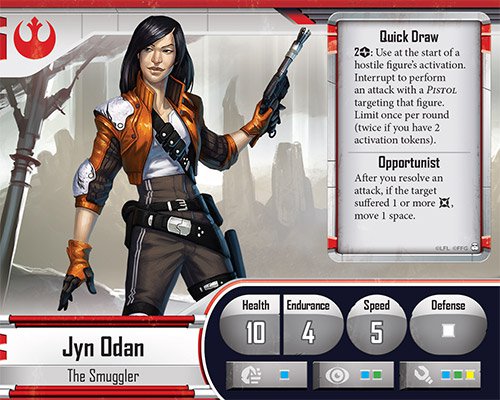 Quick Draw
2: Use at the start of a
hostile figure's activation.
Interrupt to perform
an attack with a PISTOL
targeting that figure.
Limit once per round
(twice if you have 2
activation tokens).
Opportunist
After you resolve an
attack, if the target
suffered 1 or more ,
move 1 space.
©LFL ©FFG
Health
Endurance
Speed
Defense
10
4
5
Jyn Odan
The Smuggler